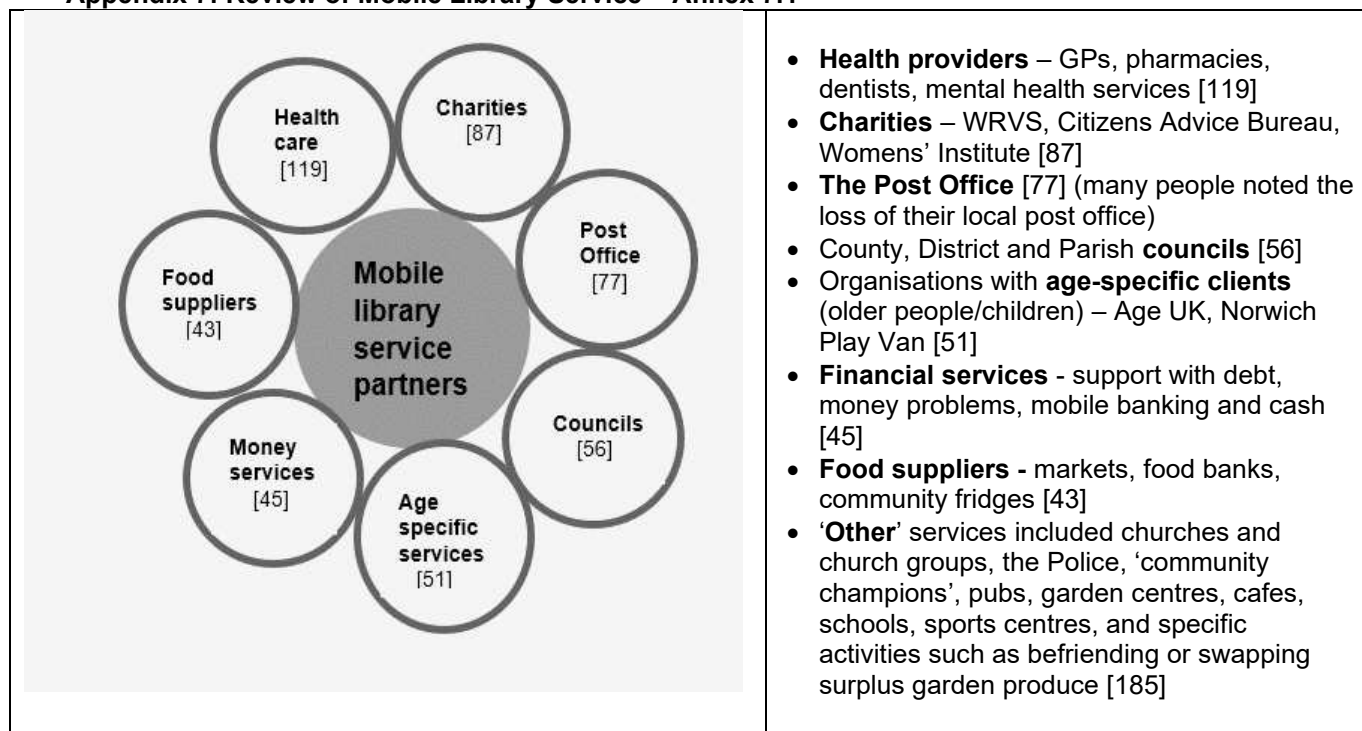 Appendix 7: Review of Mobile Library Service – Annex 7.1
Health
care
[119]
Charities
[87]
Post
Office
[77]
Food
suppliers
[43]
Mobile
library
service
partners
Councils
[56]
Money
services
[45]
Age
specific
services
[51]
• Health providers – GPs, pharmacies,
dentists, mental health services [119]
• Charities – WRVS, Citizens Advice Bureau,
Womens’ Institute [87]
• The Post Office [77] (many people noted the
loss of their local post office)
• County, District and Parish councils [56]
• Organisations with age-specific clients
(older people/children) – Age UK, Norwich
Play Van [51]
• Financial services - support with debt,
money problems, mobile banking and cash
[45]
• Food suppliers - markets, food banks,
community fridges [43]
• ‘Other’ services included churches and
church groups, the Police, ‘community
champions’, pubs, garden centres, cafes,
schools, sports centres, and specific
activities such as befriending or swapping
surplus garden produce [185]